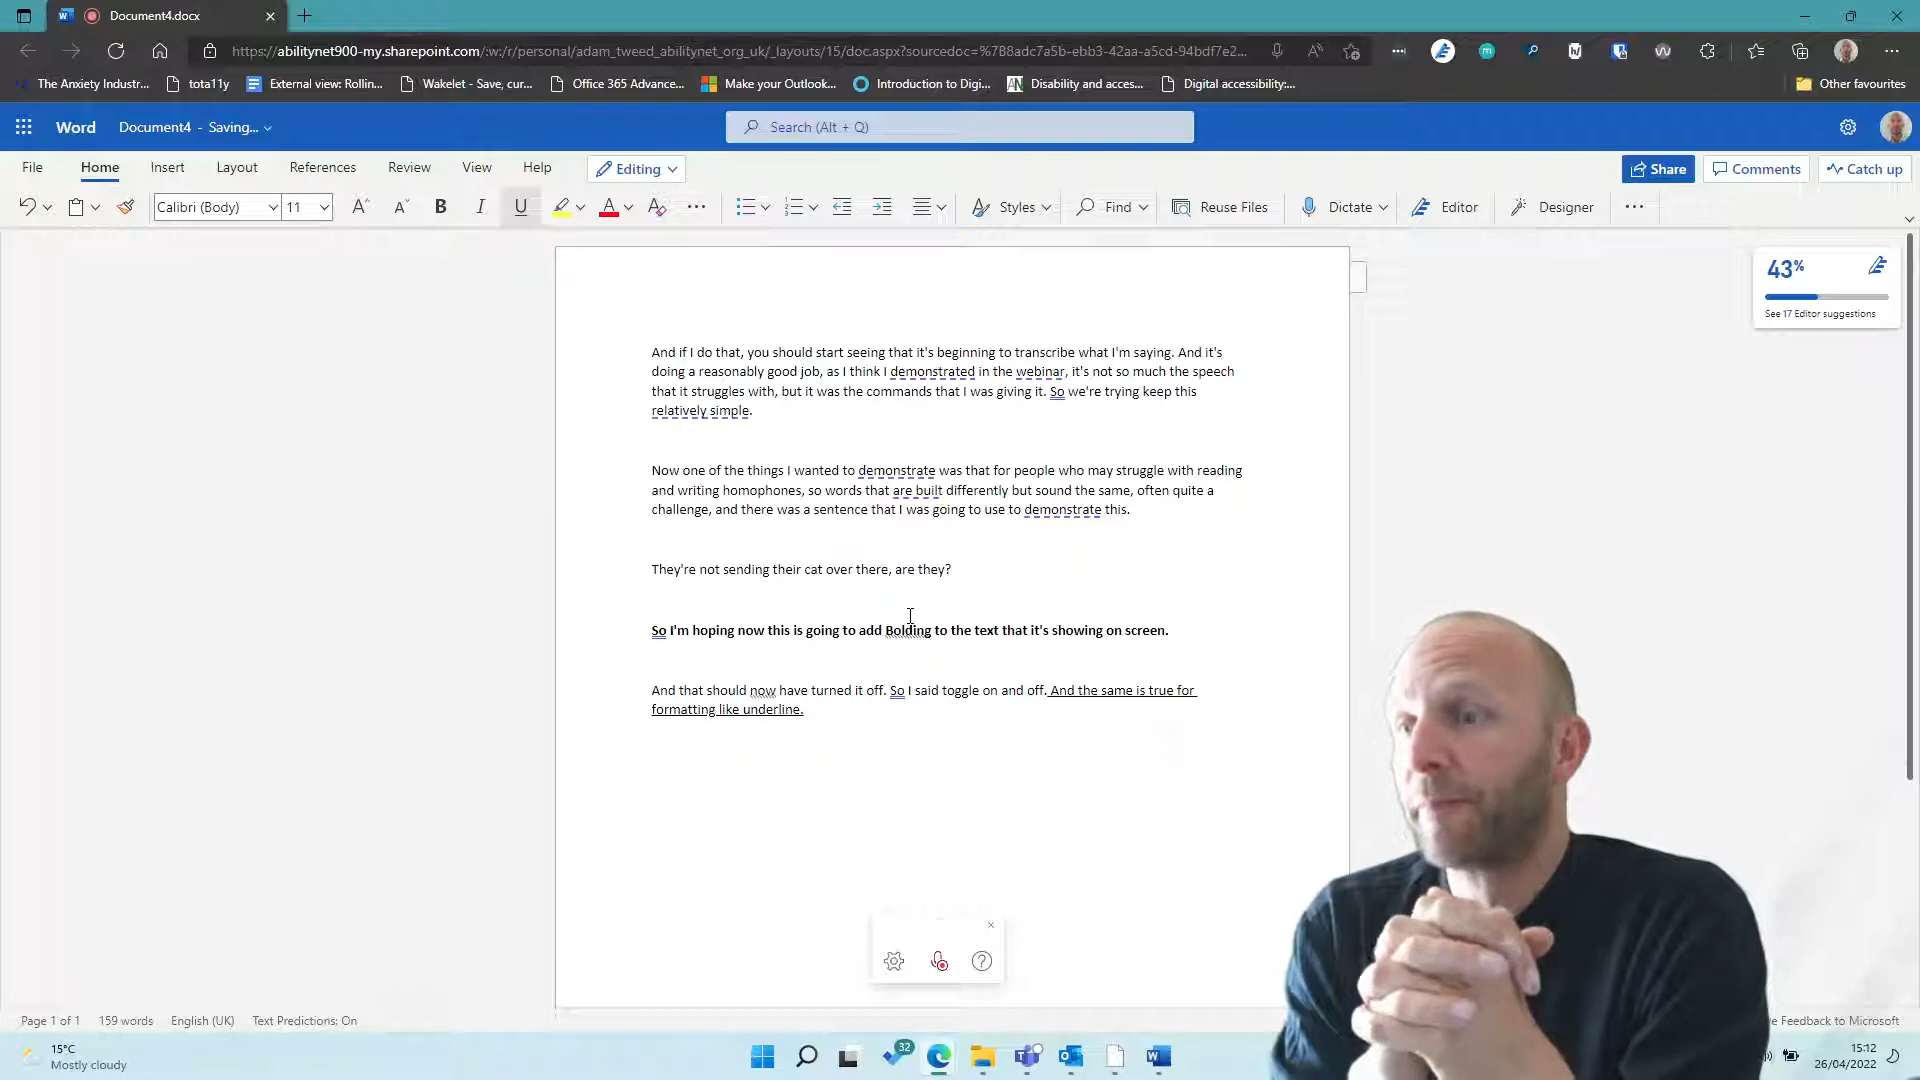 Document4.docx
https://abilitynet900-my.sharepoint.com/:w:/r/personal/adam_tweed_abilitynet_org_uk/_layouts/15/doc.aspx?sourcedoc=%7B8adc7a5b-ebb3-42aa-a5cd-94bdf7e2...
The Anxiety Industr... tota11y External view: Rollin... Wakelet - Save, cur... Office 365 Advance... Make your Outlook... Introduction to Digi... Disability and acces... Digital accessibility:... Other favourites
Word Document4 - Saving... Search (Alt + Q)
File Home Insert Layout References Review View Help Editing Share Comments Catch up
Calibri (Body) 11 A A B I U A A Styles Find Reuse Files Dictate Editor Designer
43%
See 17 Editor suggestions
And if I do that, you should start seeing that it's beginning to transcribe what I'm saying. And it's
doing a reasonably good job, as I think I demonstrated in the webinar, it's not so much the speech
that it struggles with, but it was the commands that I was giving it. So we're trying keep this
relatively simple.
Now one of the things I wanted to demonstrate was that for people who may struggle with reading
and writing homophones, so words that are built differently but sound the same, often quite a
challenge, and there was a sentence that I was going to use to demonstrate this.
They're not sending their cat over there, are they?
So I'm hoping now this is going to add Bolding to the text that it's showing on screen.
And that should now have turned it off. So I said toggle on and off. And the same is true for
formatting like underline.
Page 1 of 1 159 words English (UK) Text Predictions: On e Feedback to Microsoft
15°C
Mostly cloudy
32
15:12
26/04/2022